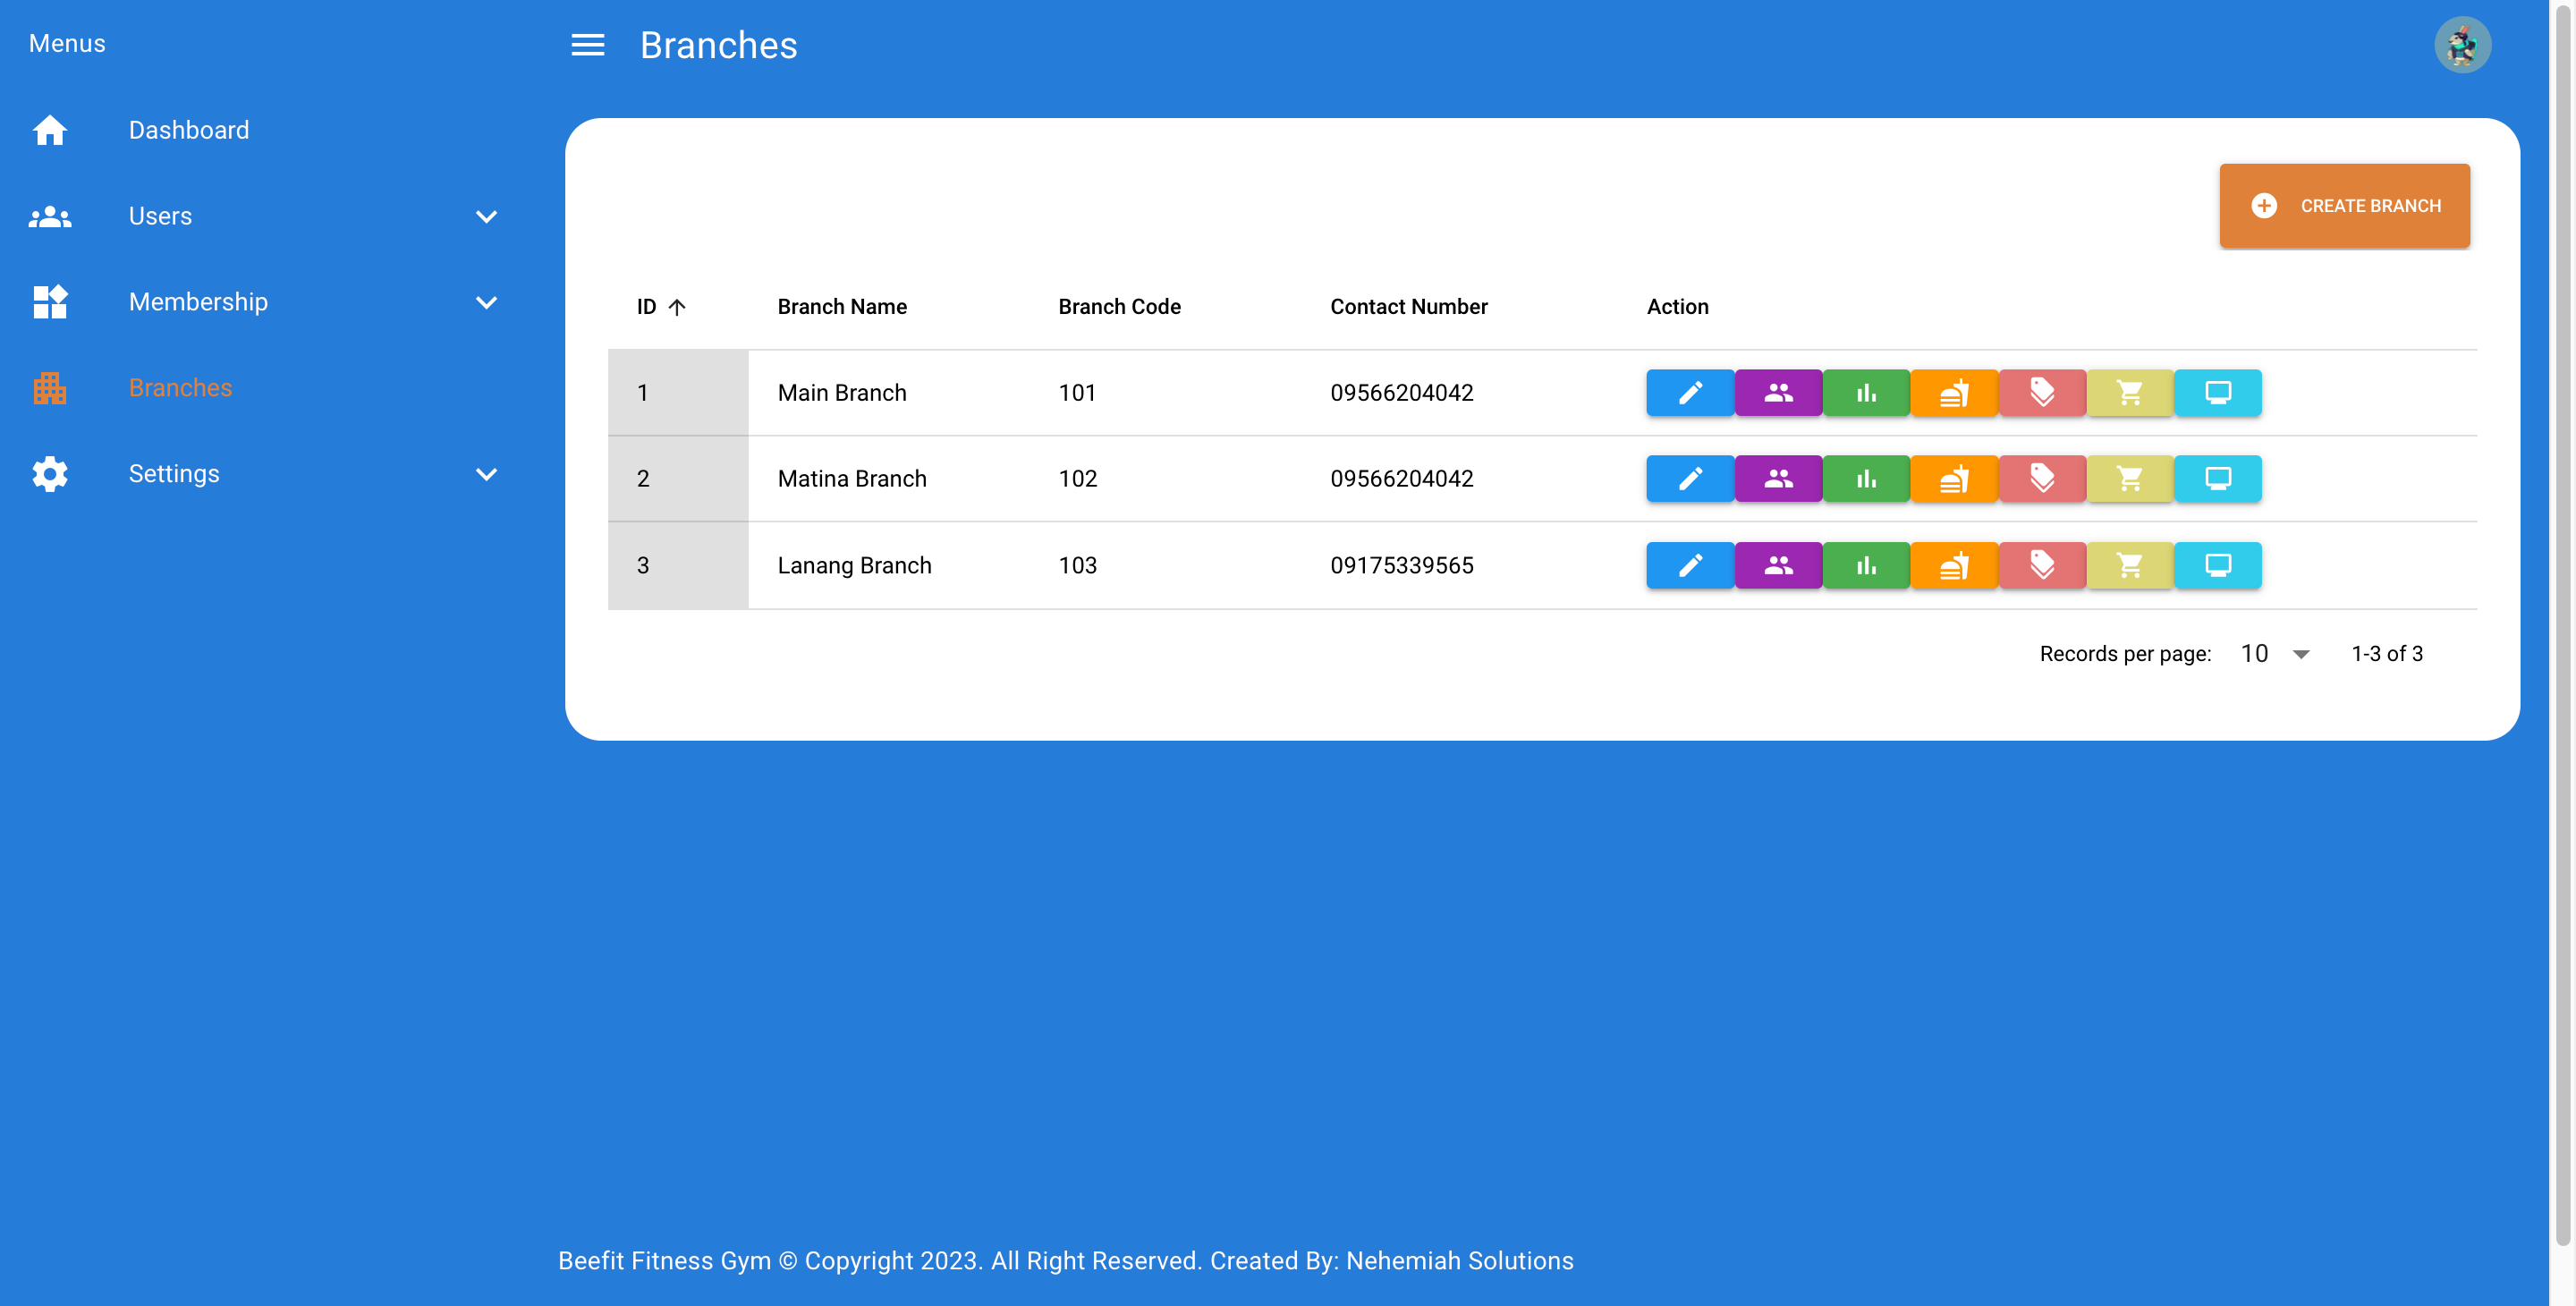 Menus
Branches
Dashboard
Users
Membership
Branches
Settings
CREATE BRANCH
ID Branch Name Branch Code Contact Number Action
1 Main Branch 101 09566204042
2 Matina Branch 102 09566204042
3 Lanang Branch 103 09175339565
Records per page: 10 1-3 of 3
Beefit Fitness Gym © Copyright 2023. All Right Reserved. Created By: Nehemiah Solutions